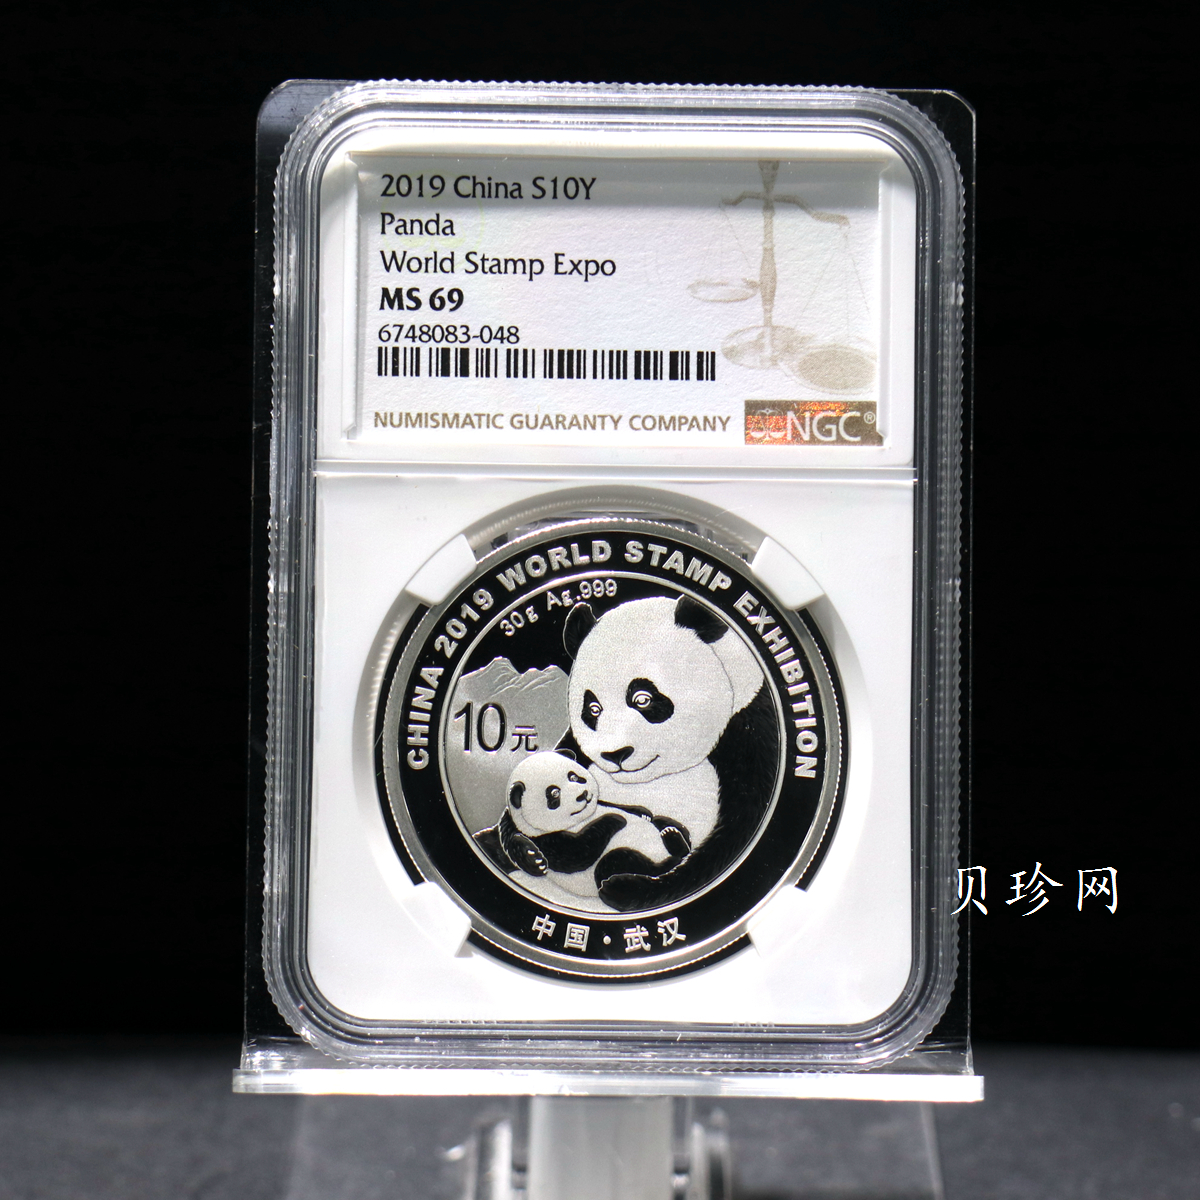 2019 China S10Y
Panda
World Stamp Expo
MS 69
6748083-048
NUMISMATIC GUARANTY COMPANY
NGC®
CHINA 2019 WORLD STAMP EXHIBITION
30g Ag.999
10元
中国·武汉
贝珍网